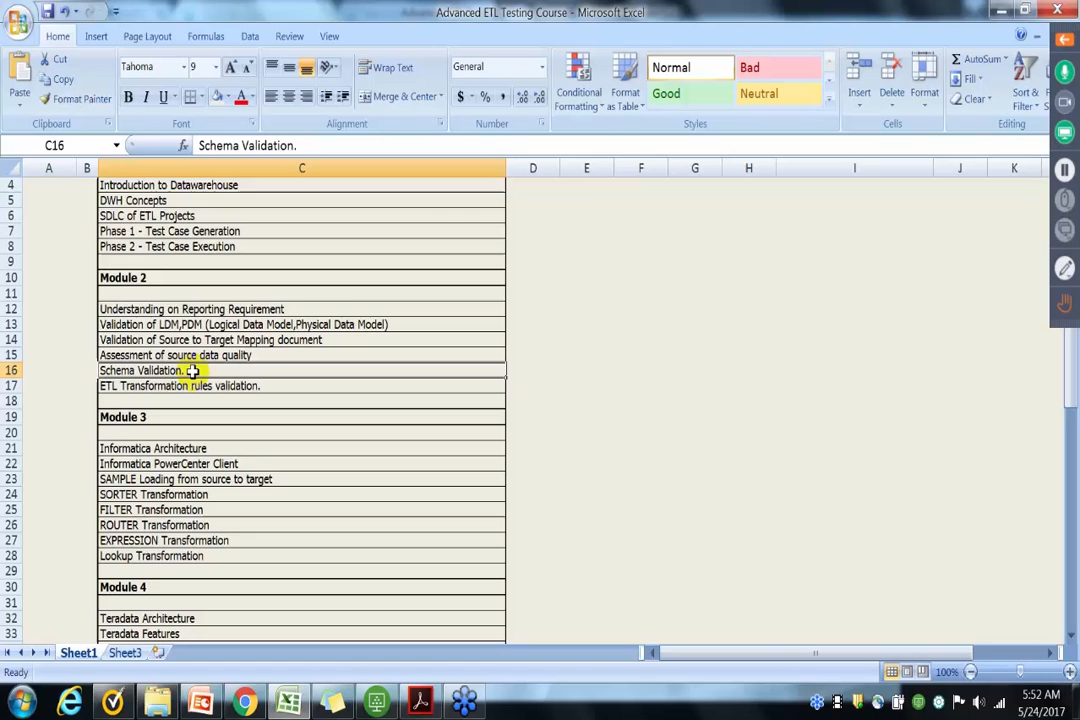 Advanced ETL Testing Course - Microsoft Excel
Home Insert Page Layout Formulas Data Review View
Paste
Cut
Copy
Format Painter
Clipboard
Tahoma 9
A A
B I U A
Font
Wrap Text
Merge & Center
Alignment
General
$ % ,
Number
Conditional Formatting
Format as Table
Normal Bad
Good Neutral
Styles
Insert Delete Format
Cells
Σ AutoSum
Fill
Clear
Sort & Filter
Editing
C16 fx Schema Validation.
A B C D E F G H I J K
4 Introduction to Datawarehouse
5 DWH Concepts
6 SDLC of ETL Projects
7 Phase 1 - Test Case Generation
8 Phase 2 - Test Case Execution
9
10 Module 2
11
12 Understanding on Reporting Requirement
13 Validation of LDM,PDM (Logical Data Model,Physical Data Model)
14 Validation of Source to Target Mapping document
15 Assessment of source data quality
16 Schema Validation.
17 ETL Transformation rules validation.
18
19 Module 3
20
21 Informatica Architecture
22 Informatica PowerCenter Client
23 SAMPLE Loading from source to target
24 SORTER Transformation
25 FILTER Transformation
26 ROUTER Transformation
27 EXPRESSION Transformation
28 Lookup Transformation
29
30 Module 4
31
32 Teradata Architecture
33 Teradata Features
Sheet1 Sheet3
Ready 100%
5:52 AM
5/24/2017